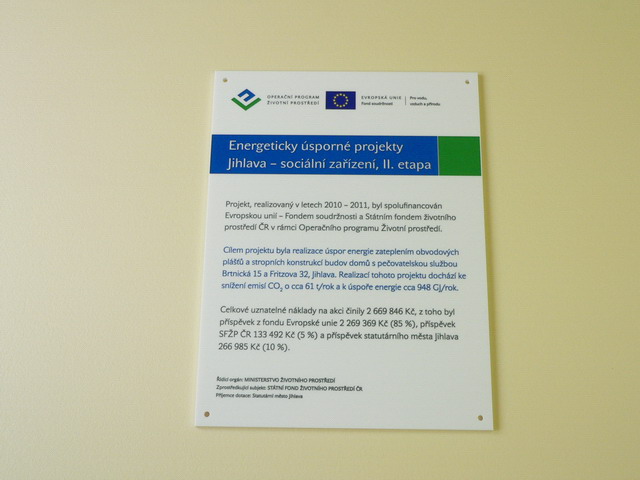 OPERAČNÍ PROGRAM
ŽIVOTNÍ PROSTŘEDÍ
EVROPSKÁ UNIE
Fond soudržnosti
Pro vodu,
vzduch a přírodu
Energeticky úsporné projekty
Jihlava – sociální zařízení, II. etapa
Projekt, realizovaný v letech 2010 – 2011, byl spolufinancován
Evropskou unií – Fondem soudržnosti a Státním fondem životního
prostředí ČR v rámci Operačního programu Životní prostředí.
Cílem projektu byla realizace úspor energie zateplením obvodových
plášťů a stropních konstrukcí budov domů s pečovatelskou službou
Brtnická 15 a Fritzova 32, Jihlava. Realizací tohoto projektu dochází ke
snížení emisí CO₂ o cca 61 t/rok a k úspoře energie cca 948 GJ/rok.
Celkové uznatelné náklady na akci činily 2 669 846 Kč, z toho byl
příspěvek z fondu Evropské unie 2 269 369 Kč (85 %), příspěvek
SFŽP ČR 133 492 Kč (5 %) a příspěvek statutárního města Jihlava
266 985 Kč (10 %).
Řídící orgán: MINISTERSTVO ŽIVOTNÍHO PROSTŘEDÍ
Zprostředkující subjekt: STÁTNÍ FOND ŽIVOTNÍHO PROSTŘEDÍ ČR
Příjemce dotace: Statutární město Jihlava